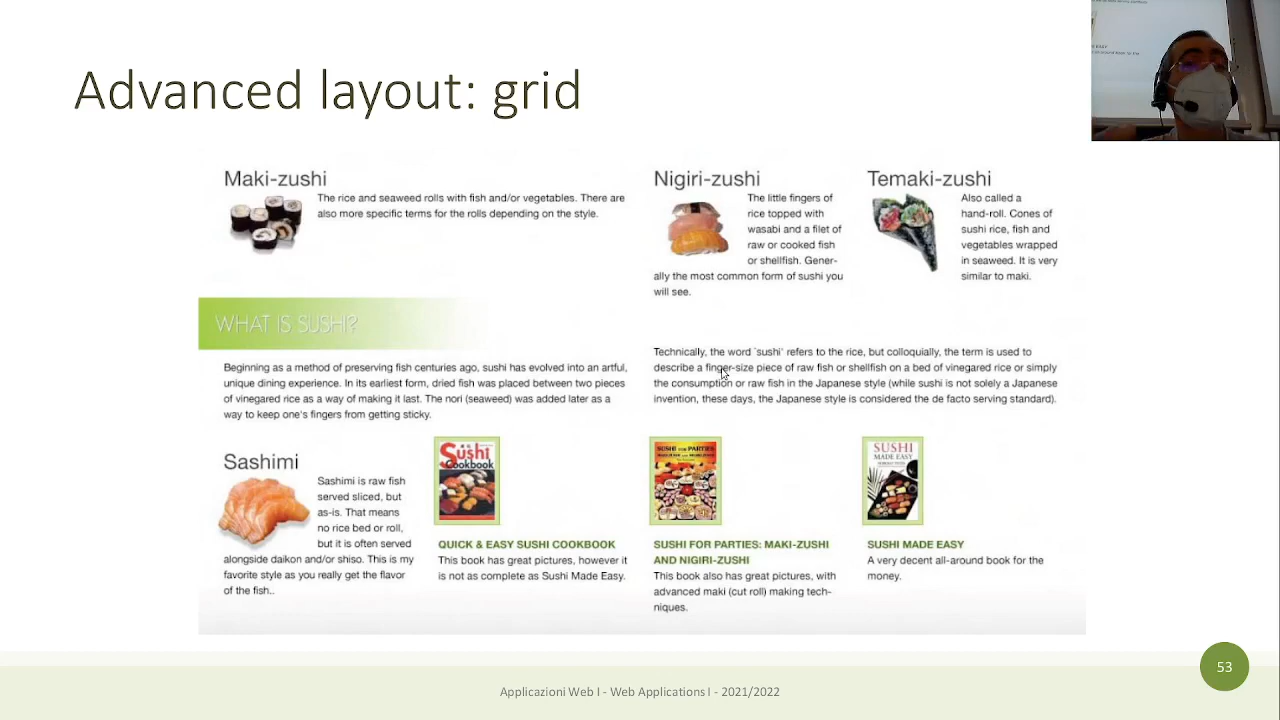 Advanced layout: grid
Maki-zushi
The rice and seaweed rolls with fish and/or vegetables. There are
also more specific terms for the rolls depending on the style.
Nigiri-zushi
The little fingers of
rice topped with
wasabi and a filet of
raw or cooked fish
or shellfish. Gener-
ally the most common form of sushi you
will see.
Temaki-zushi
Also called a
hand-roll. Cones of
sushi rice, fish and
vegetables wrapped
in seaweed. It is very
similar to maki.
WHAT IS SUSHI?
Beginning as a method of preserving fish centuries ago, sushi has evolved into an artful,
unique dining experience. In its earliest form, dried fish was placed between two pieces
of vinegared rice as a way of making it last. The nori (seaweed) was added later as a
way to keep one's fingers from getting sticky.
Technically, the word `sushi' refers to the rice, but colloquially, the term is used to
describe a finger-size piece of raw fish or shellfish on a bed of vinegared rice or simply
the consumption or raw fish in the Japanese style (while sushi is not solely a Japanese
invention, these days, the Japanese style is considered the de facto serving standard).
Sashimi
Sashimi is raw fish
served sliced, but
as-is. That means
no rice bed or roll,
but it is often served
alongside daikon and/or shiso. This is my
favorite style as you really get the flavor
of the fish..
Sushi
Cookbook
QUICK & EASY SUSHI COOKBOOK
This book has great pictures, however it
is not as complete as Sushi Made Easy.
SUSHI FOR PARTIES
SUSHI FOR PARTIES: MAKI-ZUSHI
AND NIGIRI-ZUSHI
This book also has great pictures, with
advanced maki (cut roll) making tech-
niques.
SUSHI
MADE EASY
SUSHI MADE EASY
A very decent all-around book for the
money.
53
Applicazioni Web I - Web Applications I - 2021/2022